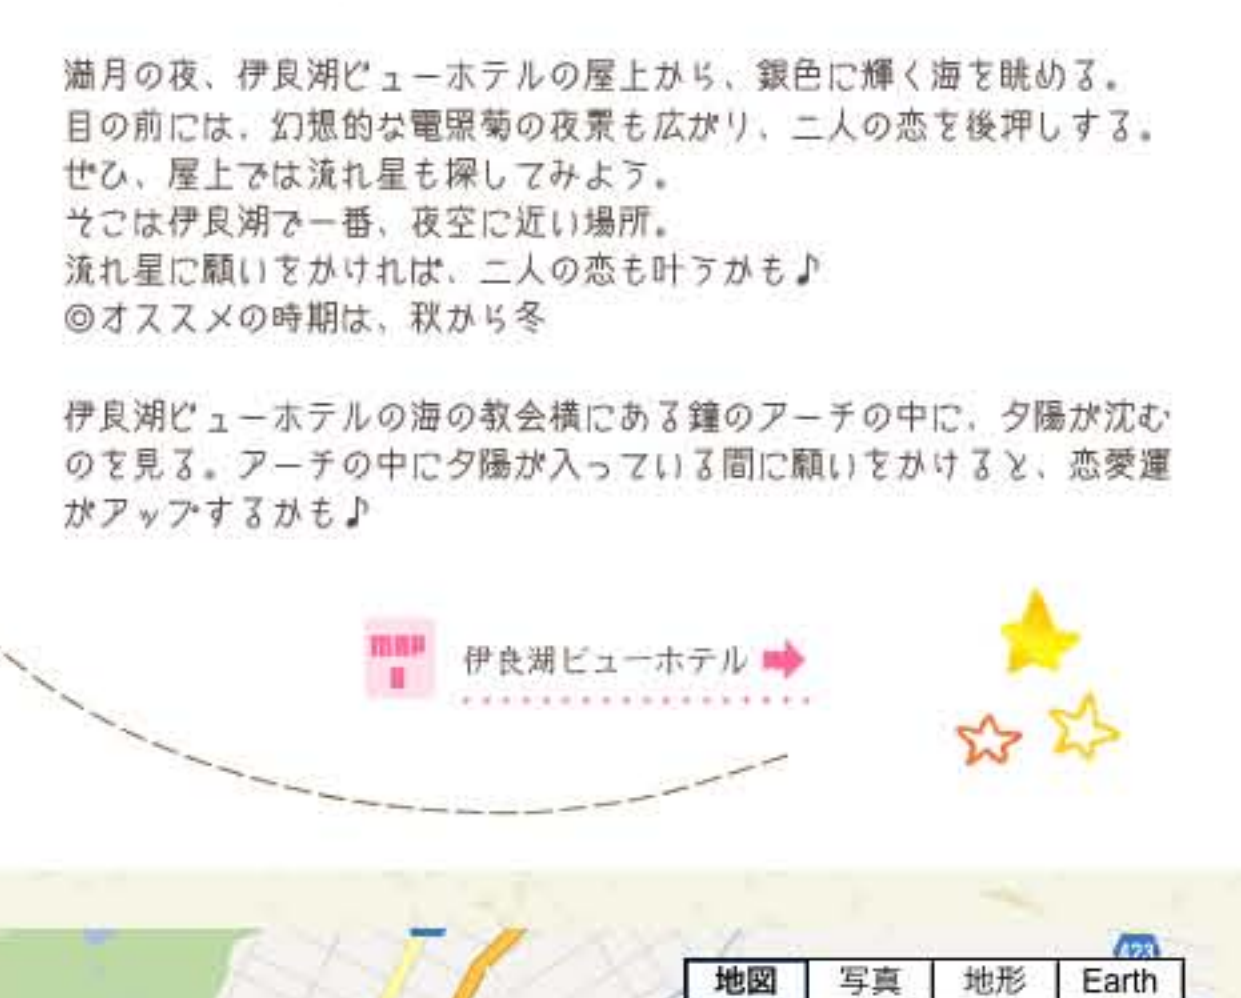 満月の夜、伊良湖ビューホテルの屋上から、銀色に輝く海を眺める。
目の前には、幻想的な電照菊の夜景も広がり、二人の恋を後押しする。
ぜひ、屋上では流れ星も探してみよう。
そこは伊良湖で一番、夜空に近い場所。
流れ星に願いをかければ、二人の恋も叶うかも♪
◎オススメの時期は、秋から冬
伊良湖ビューホテルの海の教会横にある鐘のアーチの中に、夕陽が沈む
のを見る。アーチの中に夕陽が入っている間に願いをかけると、恋愛運
がアップするかも♪
map
伊良湖ビューホテル
423
地図 写真 地形 Earth